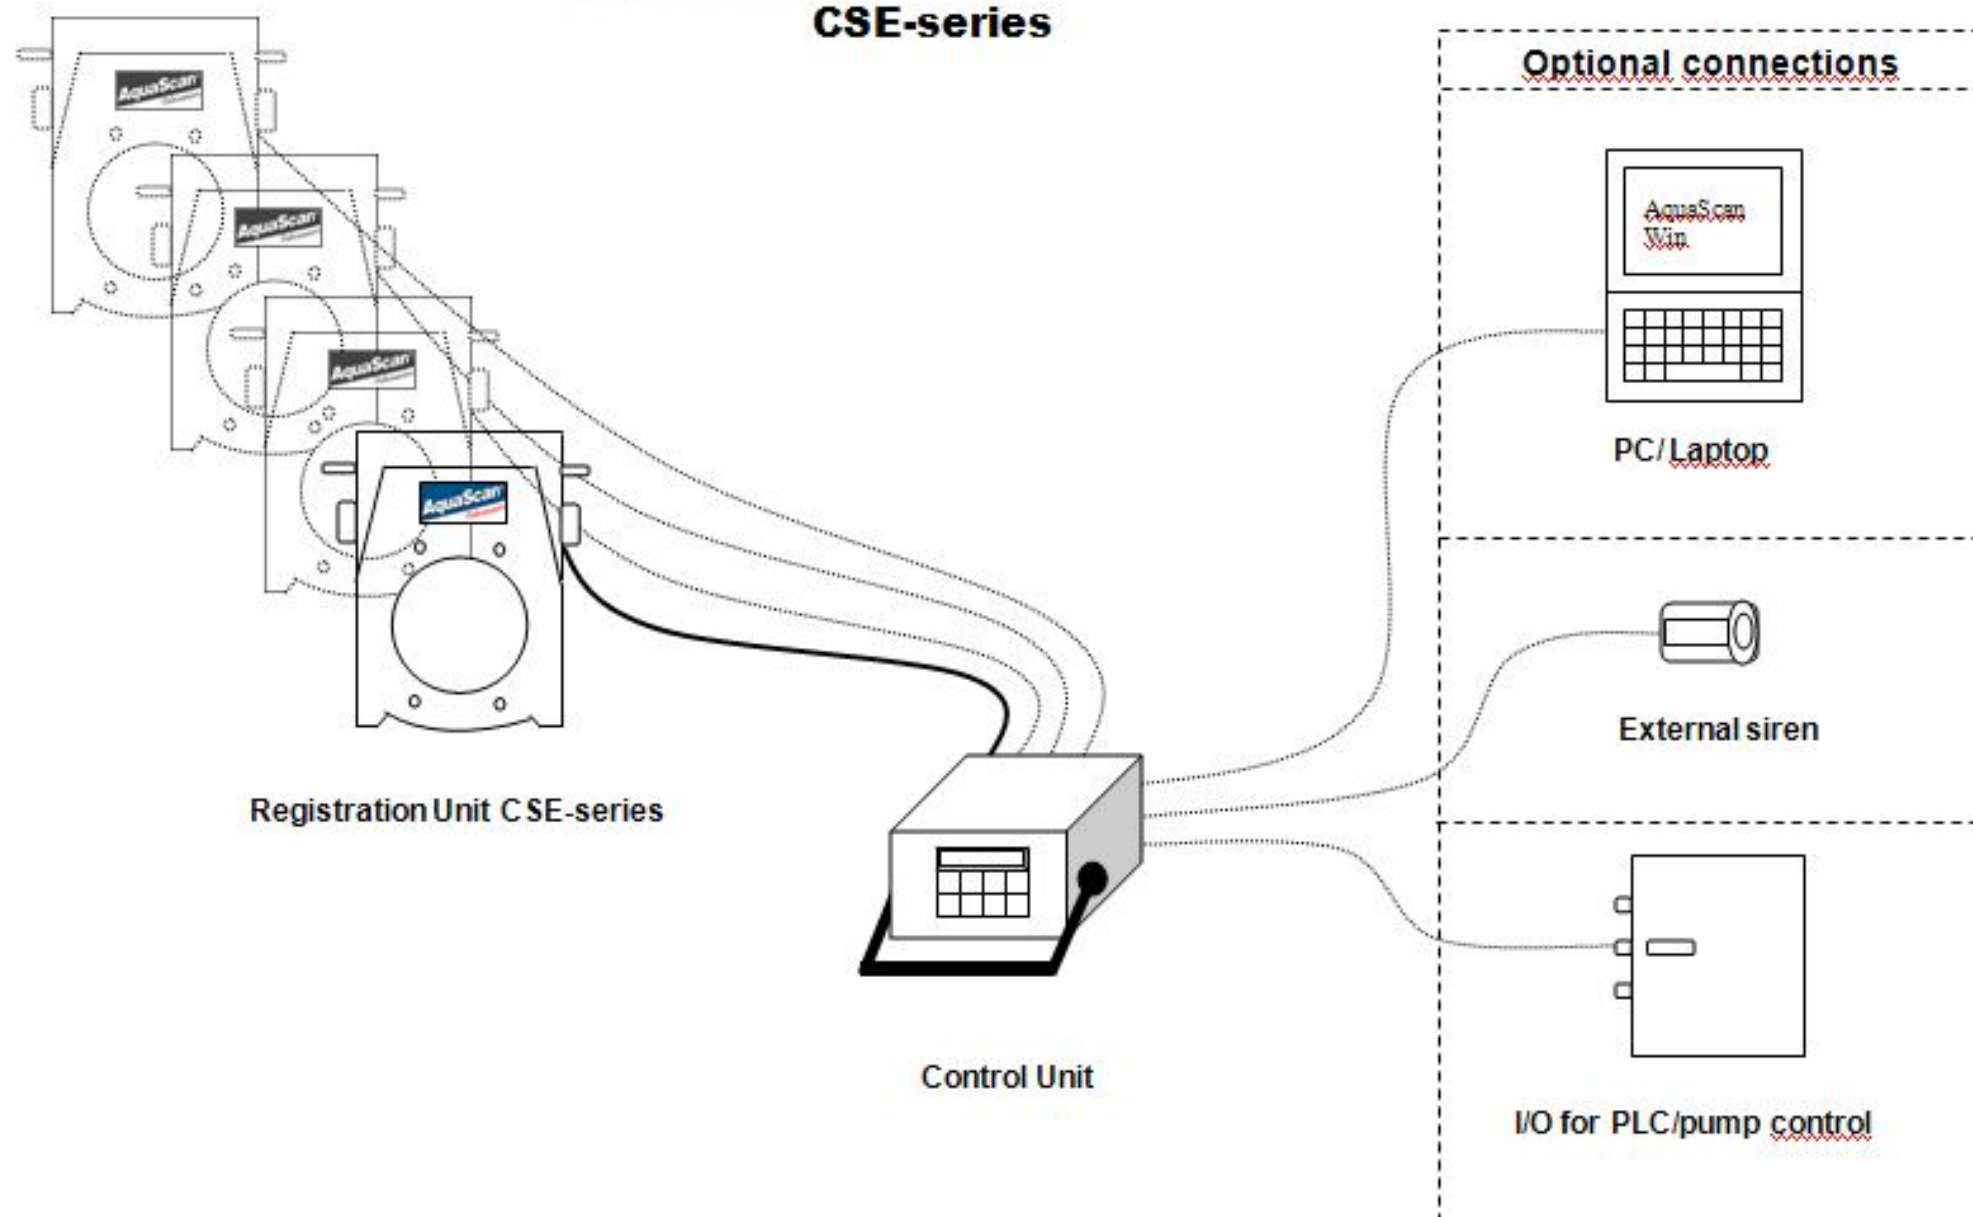 CSE-series
Optional connections
AquaScan
AquaScan
AquaScan
AquaScan
AquaScan
Win
PC/Laptop
External siren
Registration Unit CSE-series
Control Unit
I/O for PLC/pump control